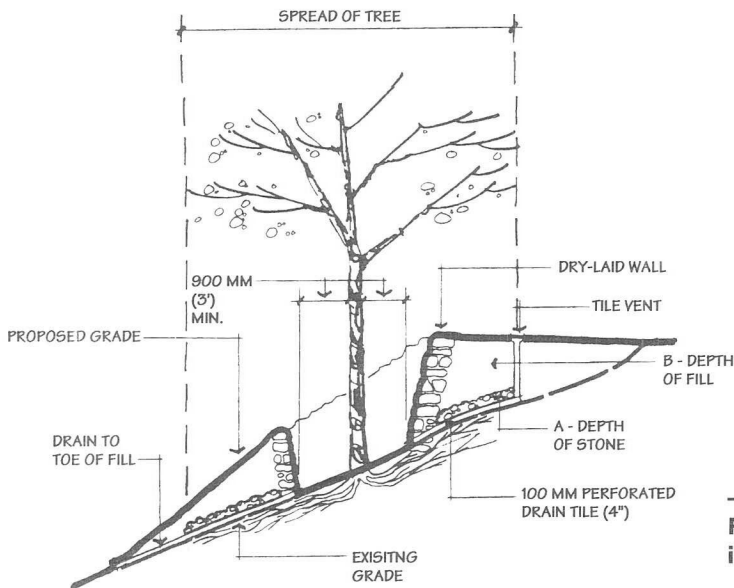 SPREAD OF TREE
900 MM
(3')
MIN.
DRY-LAID WALL
TILE VENT
PROPOSED GRADE
B - DEPTH
OF FILL
DRAIN TO
TOE OF FILL
A - DEPTH
OF STONE
100 MM PERFORATED
DRAIN TILE (4")
EXISITNG
GRADE